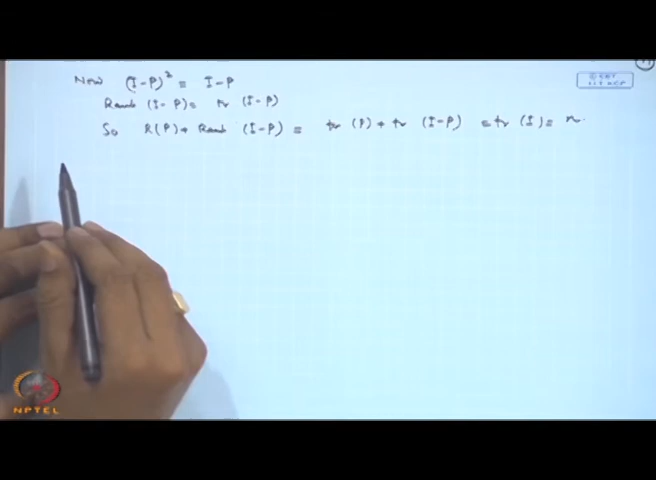 Now (I-P)² = I-P
Rank (I-P) = tr (I-P)
So R(P) + Rank (I-P) = tr (P) + tr (I-P) = tr (I) = n.
NPTEL